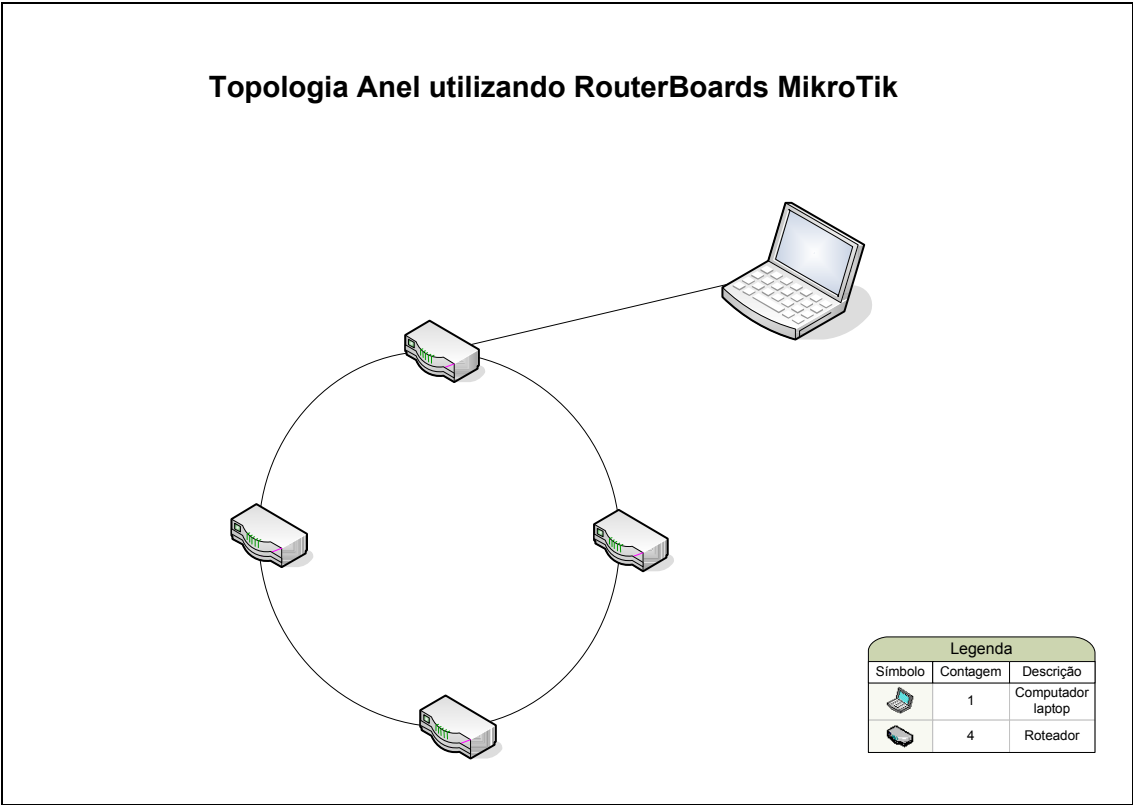 Topologia Anel utilizando RouterBoards MikroTik
Legenda
Símbolo Contagem Descrição
1 Computador laptop
4 Roteador